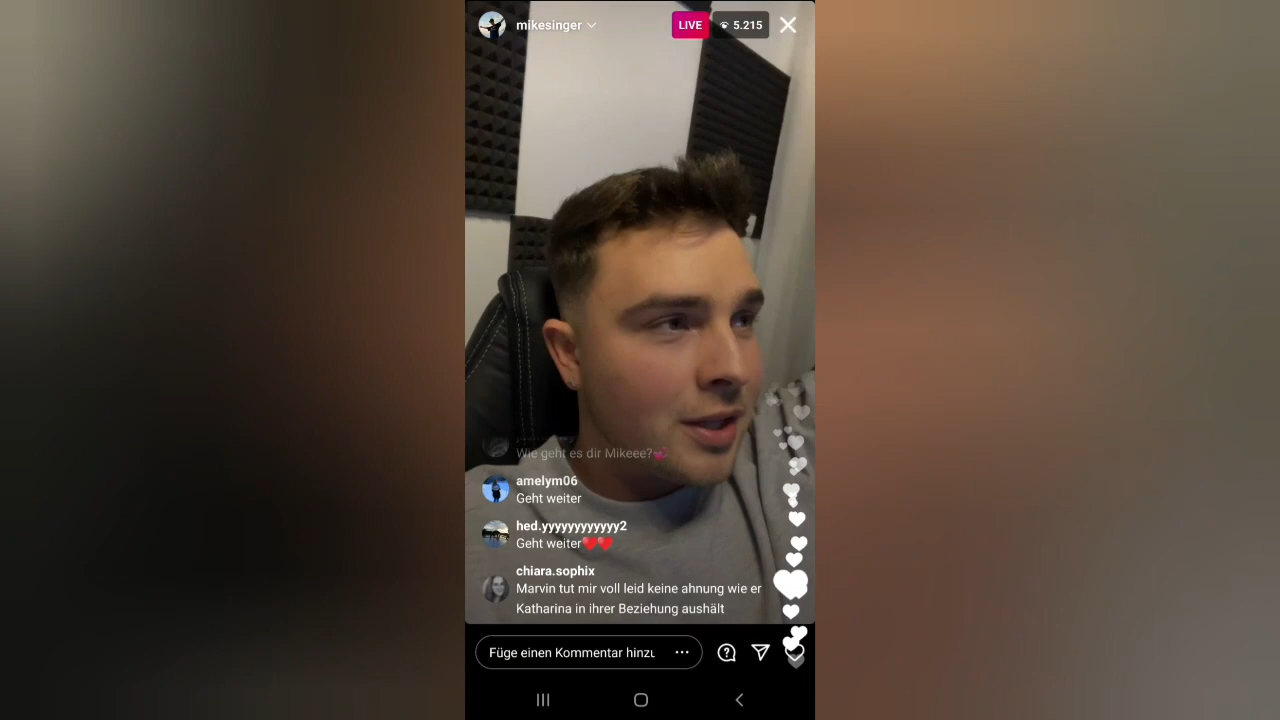 mikesinger
LIVE
5.215
Wie geht es dir Mikeee?💕
amelym06
Geht weiter
hed.yyyyyyyyyyyy2
Geht weiter❤️❤️
chiara.sophix
Marvin tut mir voll leid keine ahnung wie er
Katharina in ihrer Beziehung aushält
Füge einen Kommentar hinzu